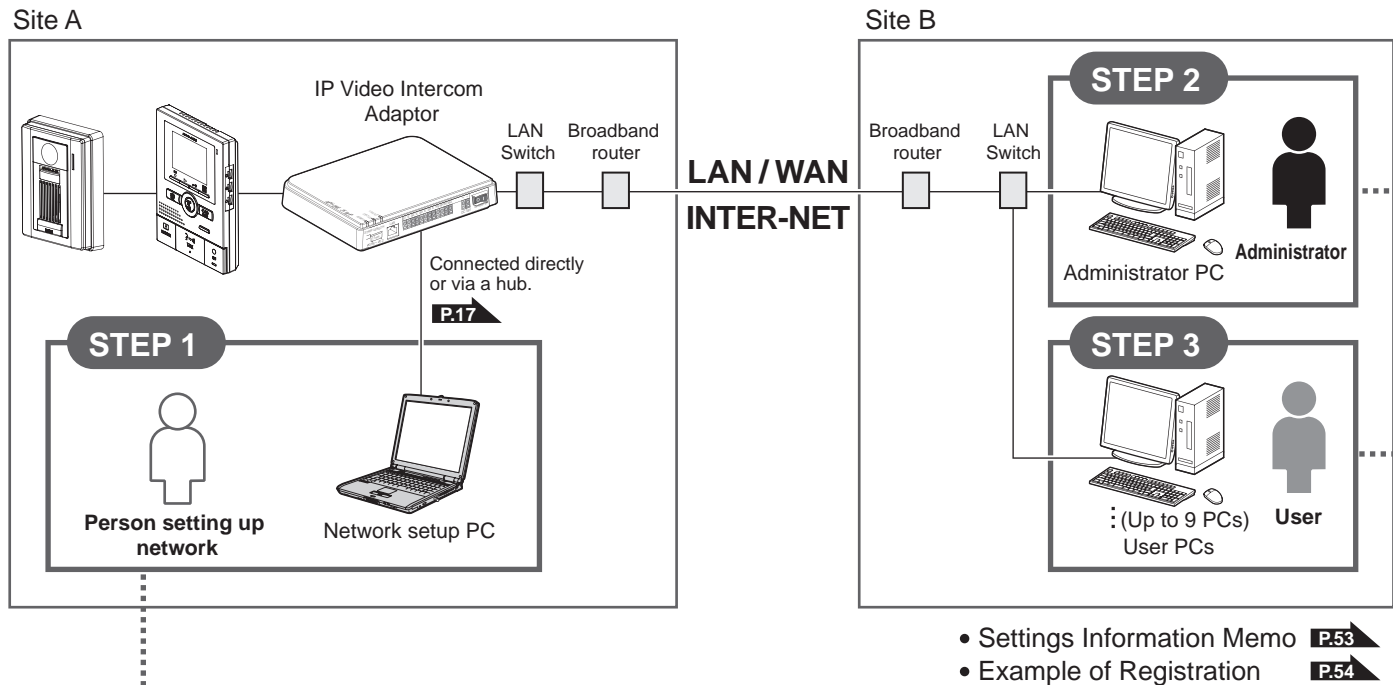 Site A
IP Video Intercom
Adaptor
LAN
Switch
Broadband
router
Connected directly
or via a hub.
P.17
STEP 1
Person setting up
network
Network setup PC
LAN / WAN
INTER-NET
Site B
Broadband
router
LAN
Switch
STEP 2
Administrator PC
Administrator
STEP 3
(Up to 9 PCs)
User PCs
User
• Settings Information Memo P.53
• Example of Registration P.54